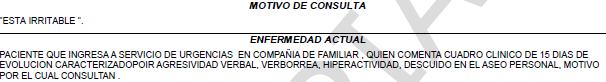 MOTIVO DE CONSULTA
"ESTA IRRITABLE ".
ENFERMEDAD ACTUAL
PACIENTE QUE INGRESA A SERVICIO DE URGENCIAS EN COMPAÑIA DE FAMILIAR , QUIEN COMENTA CUADRO CLINICO DE 15 DIAS DE
EVOLUCION CARACTERIZADOPOIR AGRESIVIDAD VERBAL, VERBORREA, HIPERACTIVIDAD, DESCUIDO EN EL ASEO PERSONAL, MOTIVO
POR EL CUAL CONSULTAN .